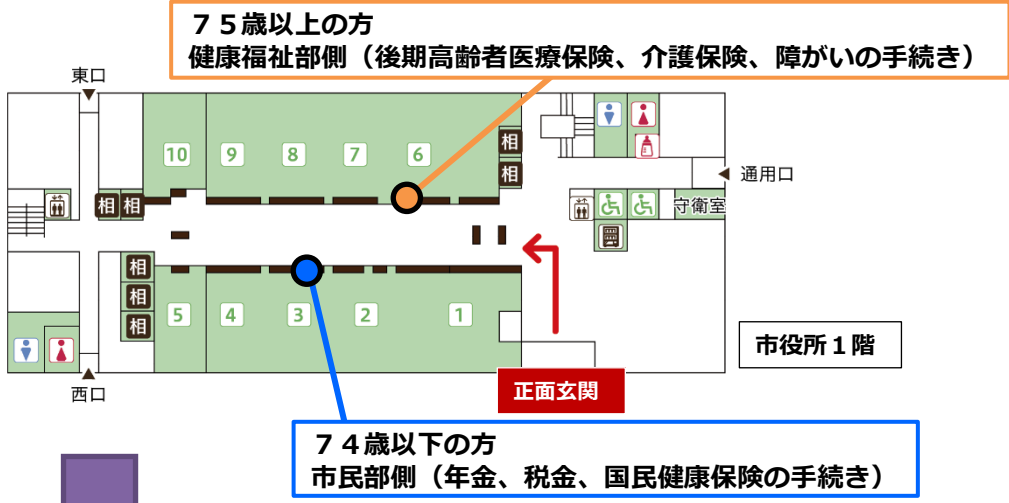 ７５歳以上の方
健康福祉部側（後期高齢者医療保険、介護保険、障がいの手続き）
東口
10 9 8 7 6 相
相
通用口
相 相
守衛室
相
相
相
5 4 3 2 1
市役所１階
西口
正面玄関
７４歳以下の方
市民部側（年金、税金、国民健康保険の手続き）